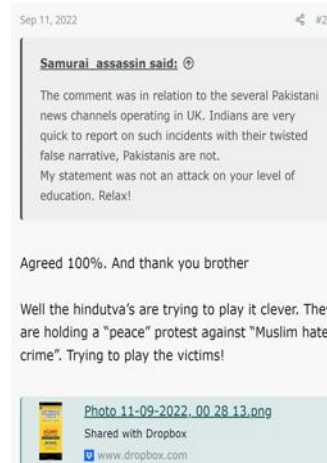 Sep 11, 2022 #2
Samurai_assassin said:
The comment was in relation to the several Pakistani
news channels operating in UK. Indians are very
quick to report on such incidents with their twisted
false narrative, Pakistanis are not.
My statement was not an attack on your level of
education. Relax!
Agreed 100%. And thank you brother
Well the hindutva's are trying to play it clever. They
are holding a “peace” protest against “Muslim hate
crime”. Trying to play the victims!
Photo 11-09-2022, 00 28 13.png
Shared with Dropbox
www.dropbox.com